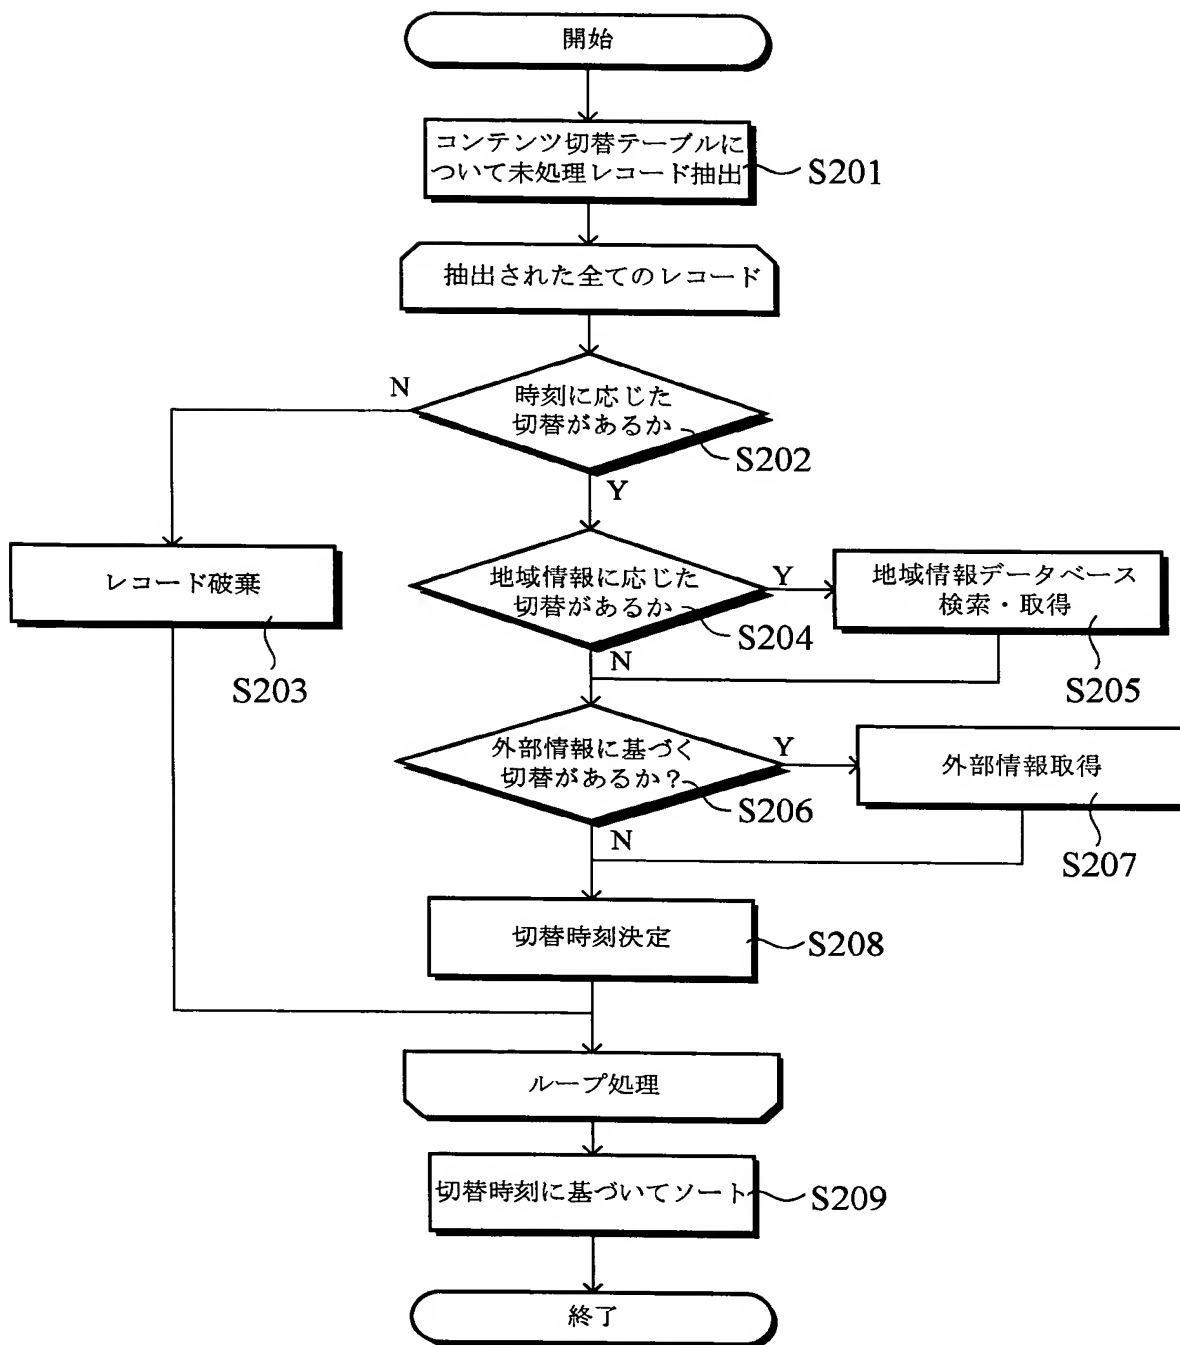 開始
コンテンツ切替テーブルに
ついて未処理レコード抽出
S201
抽出された全てのレコード
N
時刻に応じた
切替があるか
S202
Y
レコード破棄
S203
地域情報に応じた
切替があるか
S204
Y
地域情報データベース
検索・取得
S205
N
外部情報に基づく
切替があるか?
S206
Y
外部情報取得
S207
N
切替時刻決定
S208
ループ処理
切替時刻に基づいてソート
S209
終了